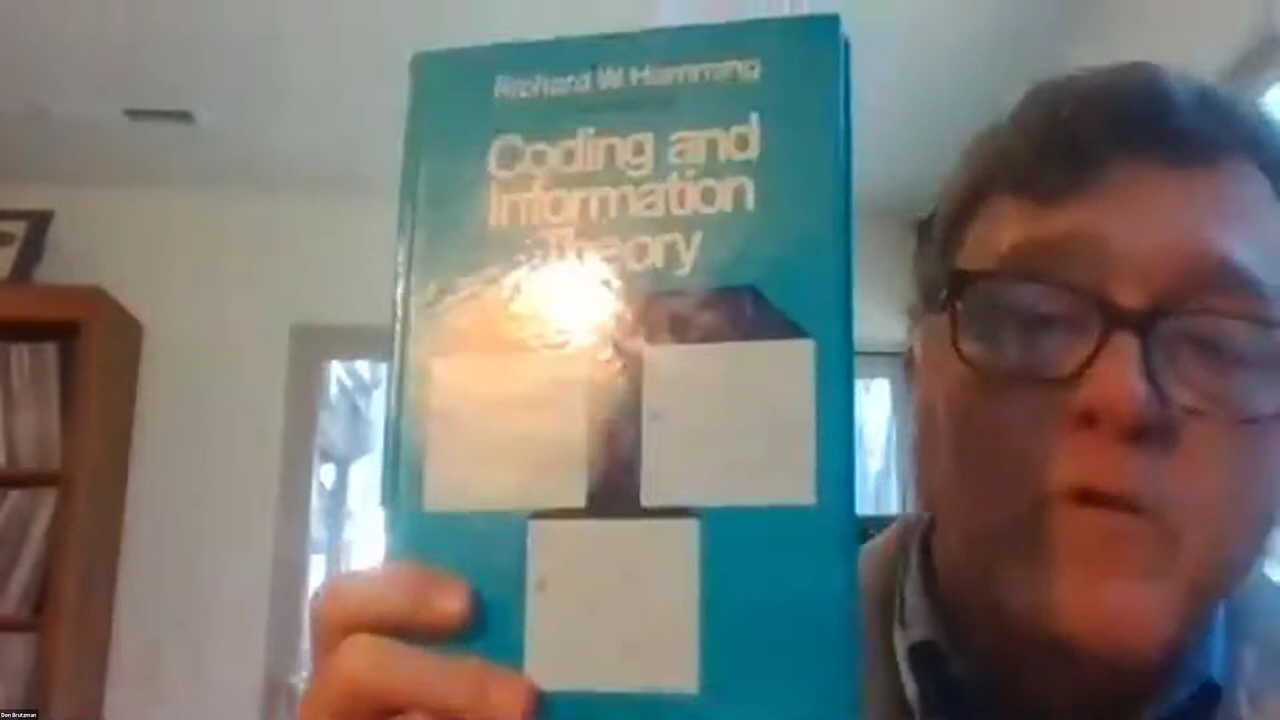 Richard W. Hamming
Coding and
Information
Theory
Don Brutzman